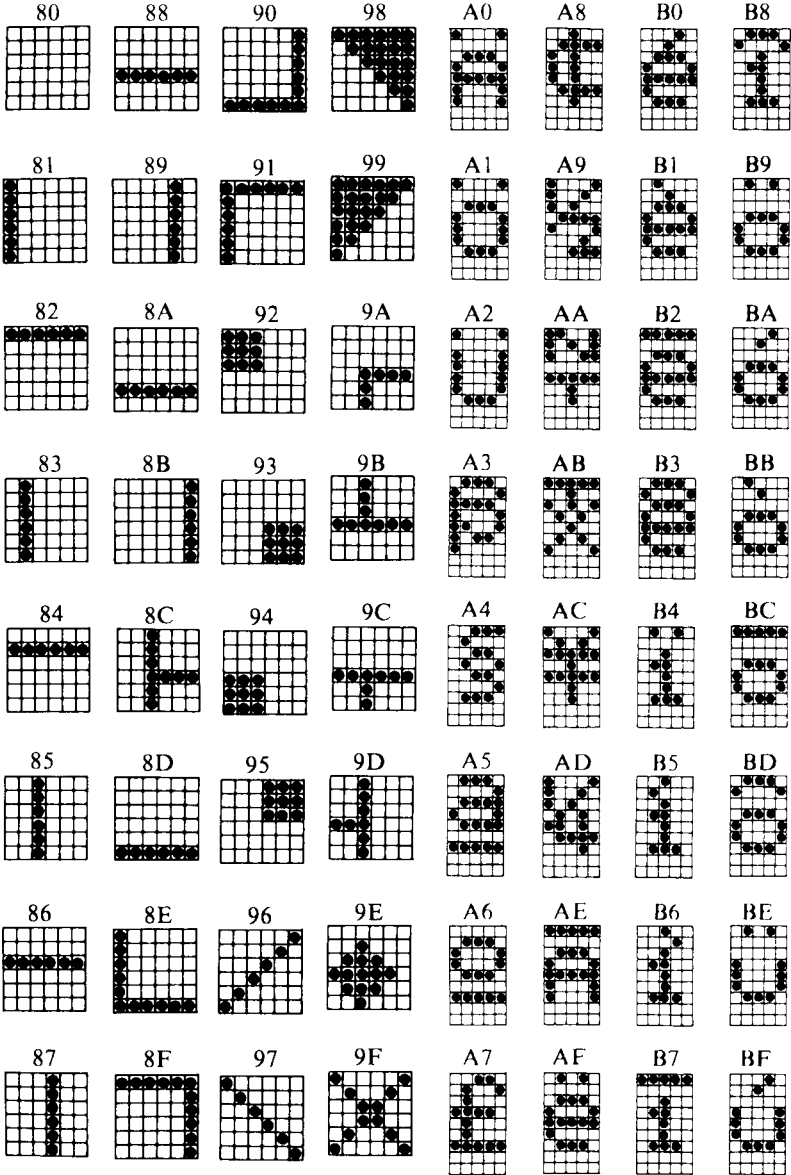 80 88 90 98 A0 A8 B0 B8
81 89 91 99 A1 A9 B1 B9
82 8A 92 9A A2 AA B2 BA
83 8B 93 9B A3 AB B3 BB
84 8C 94 9C A4 AC B4 BC
85 8D 95 9D A5 AD B5 BD
86 8E 96 9E A6 AE B6 BE
87 8F 97 9F A7 AF B7 BF